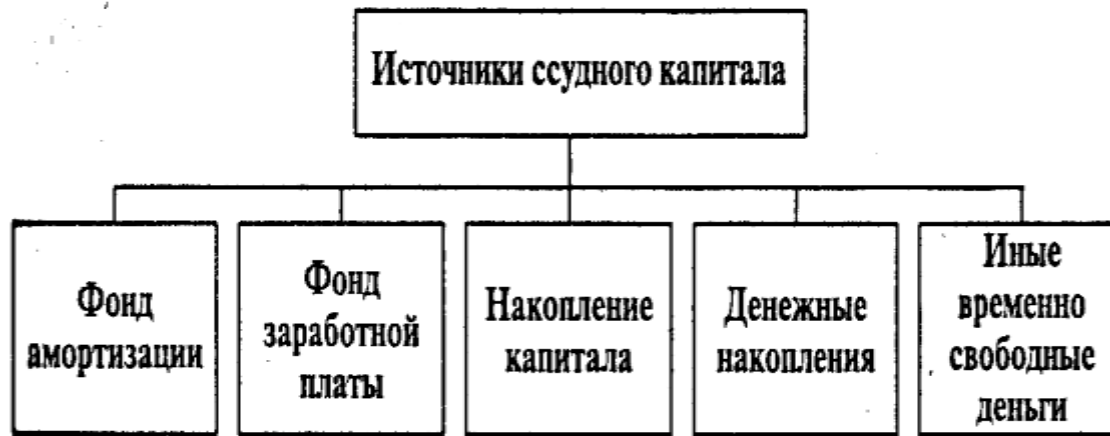 Источники ссудного капитала
Фонд
амортизации
Фонд
заработной
платы
Накопление
капитала
Денежные
накопления
Иные
временно
свободные
деньги